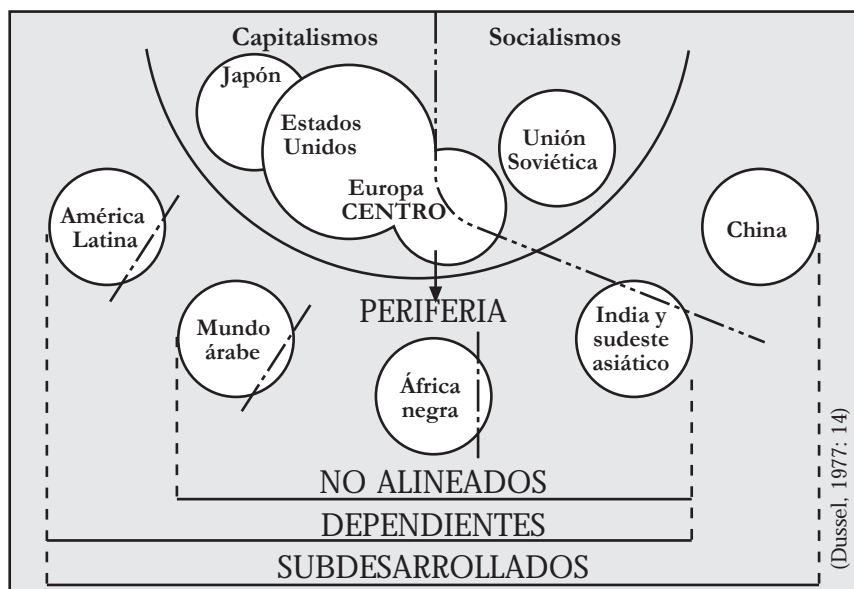 Capitalismos
Socialismos
Japón
Estados
Unidos
Unión
Soviética
Europa
CENTRO
América
Latina
China
PERIFERIA
India y
sudeste
asiático
Mundo
árabe
África
negra
NO ALINEADOS
DEPENDIENTES
SUBDESARROLLADOS
(Dussel, 1977: 14)